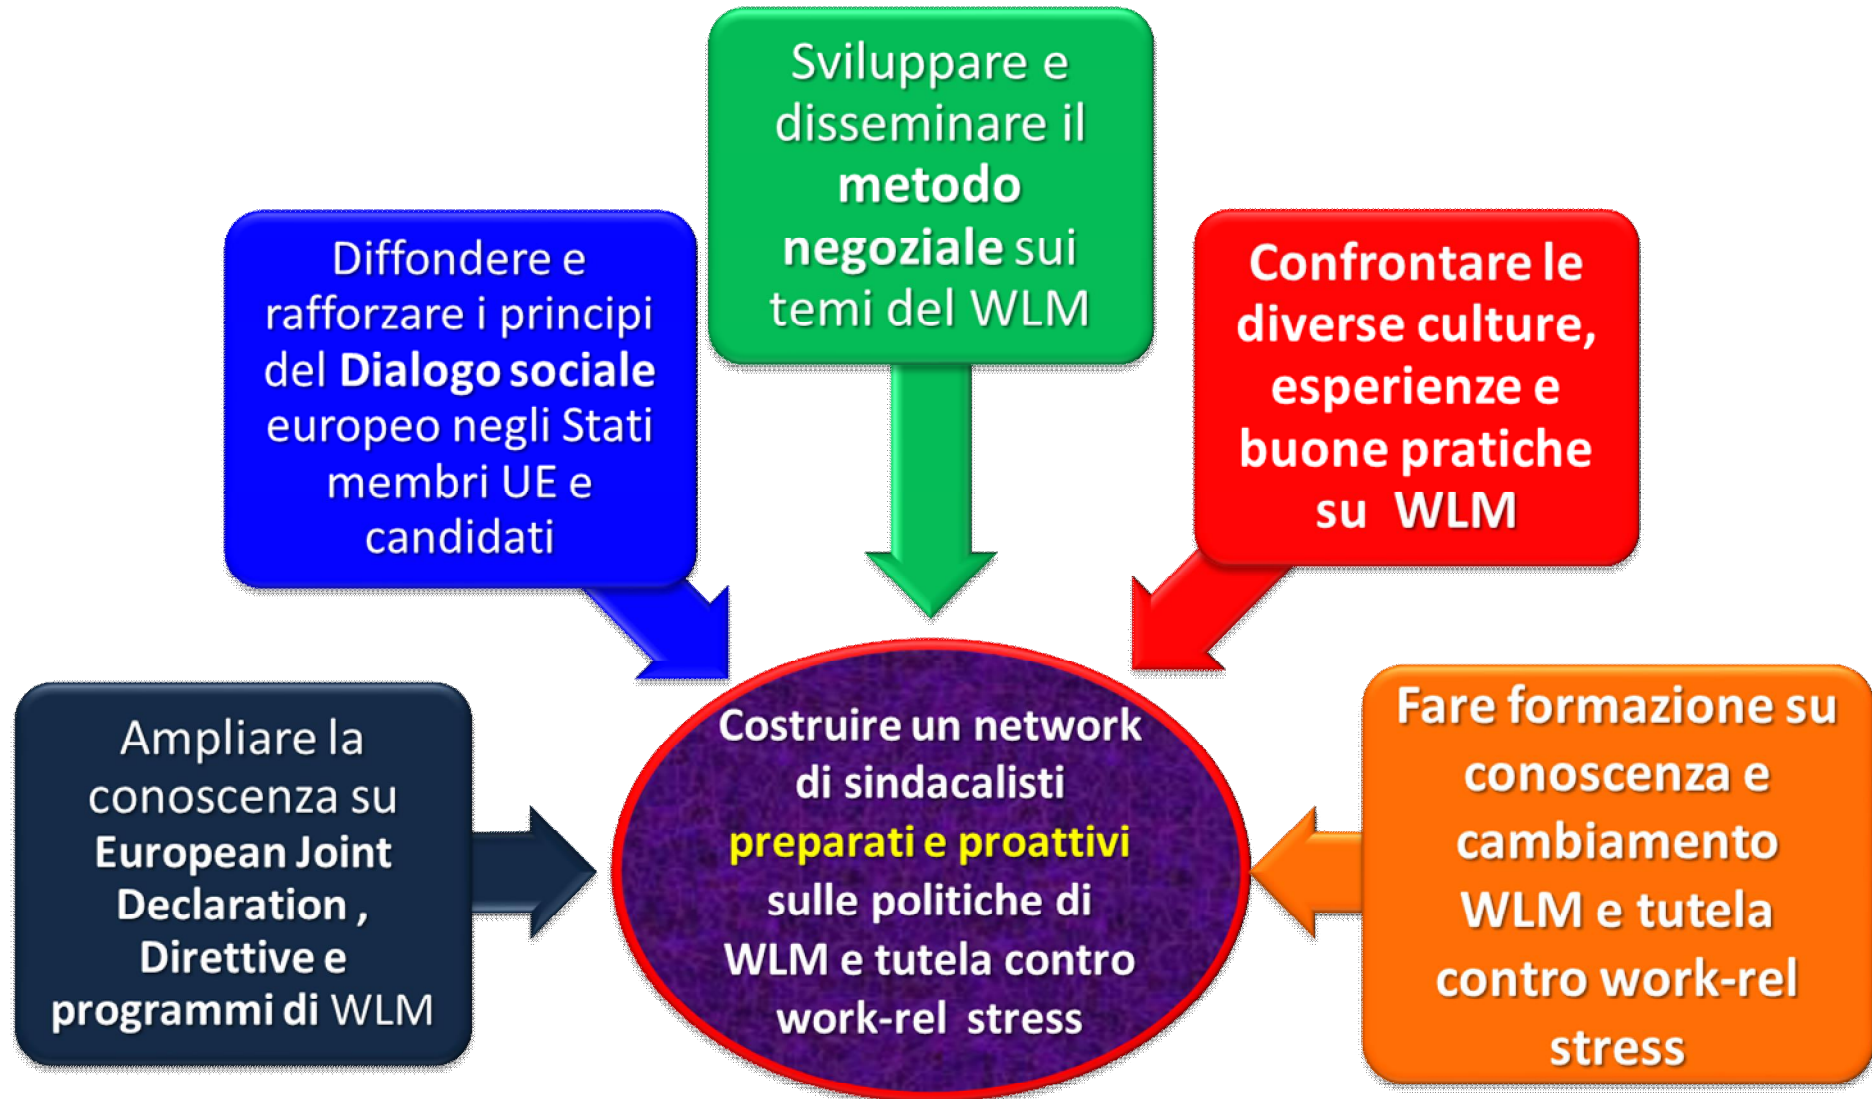 Sviluppare e
disseminare il
metodo
negoziale sui
temi del WLM
Diffondere e
rafforzare i principi
del Dialogo sociale
europeo negli Stati
membri UE e
candidati
Confrontare le
diverse culture,
esperienze e
buone pratiche
su WLM
Ampliare la
conoscenza su
European Joint
Declaration ,
Direttive e
programmi di WLM
Costruire un network
di sindacalisti
preparati e proattivi
sulle politiche di
WLM e tutela contro
work-rel stress
Fare formazione su
conoscenza e
cambiamento
WLM e tutela
contro work-rel
stress